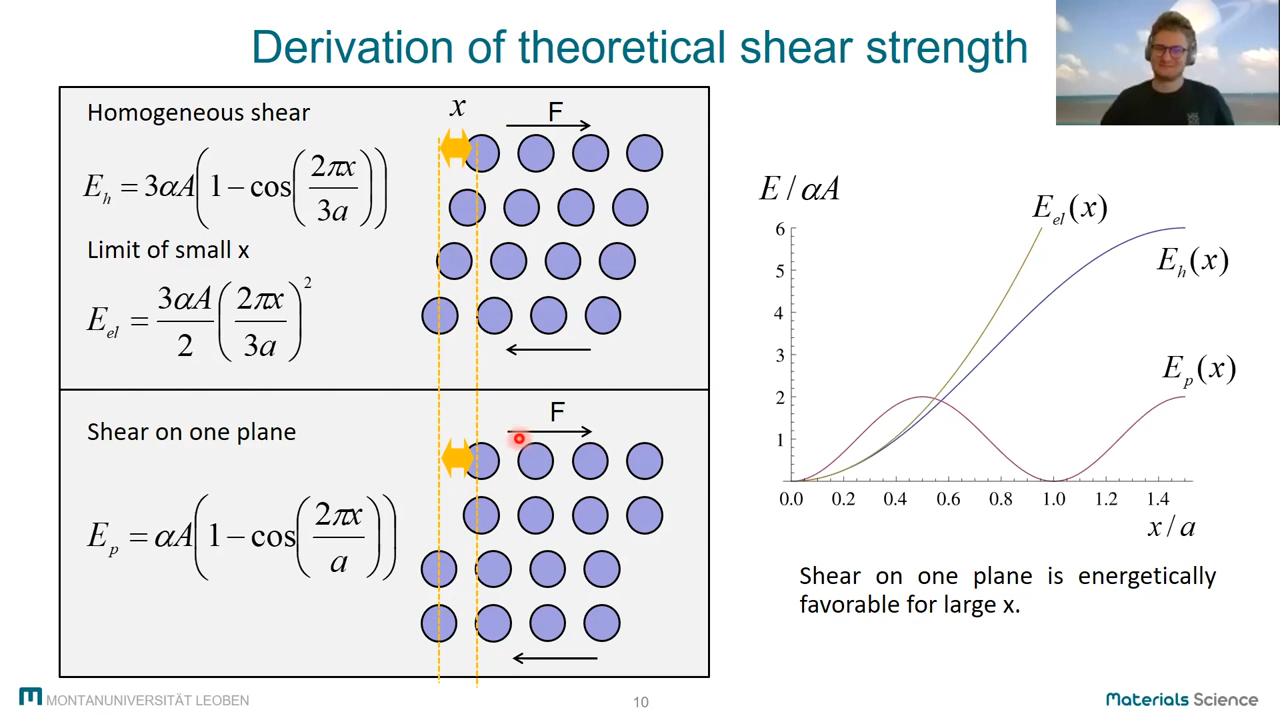 Derivation of theoretical shear strength
Homogeneous shear
E_h = 3αA(1 − cos(2πx / 3a))
Limit of small x
E_el = 3αA / 2 (2πx / 3a)²
x
F
Shear on one plane
E_p = αA(1 − cos(2πx / a))
F
E / αA
E_el(x)
E_h(x)
E_p(x)
6
5
4
3
2
1
0.0 0.2 0.4 0.6 0.8 1.0 1.2 1.4
x / a
Shear on one plane is energetically
favorable for large x.
MONTANUNIVERSITÄT LEOBEN
10
Materials Science